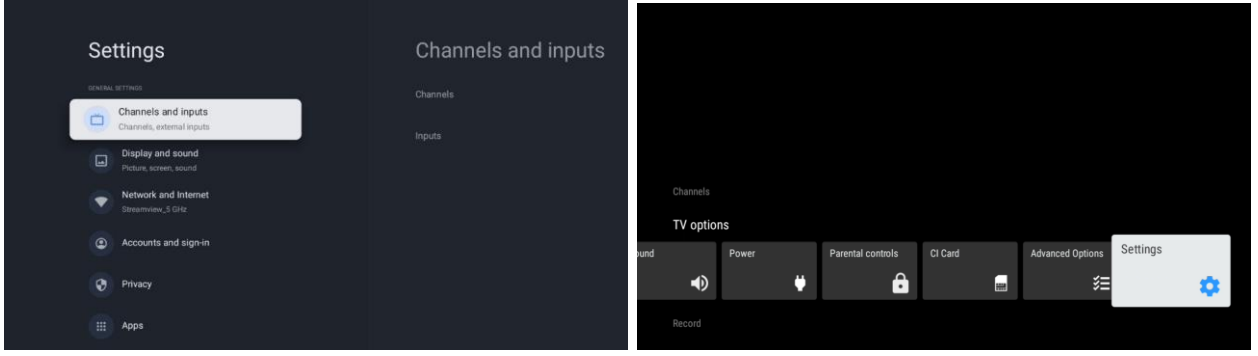 Settings
GENERAL SETTINGS
Channels and inputs
Channels, external inputs
Display and sound
Picture, screen, sound
Network and Internet
Streamview_5 GHz
Accounts and sign-in
Privacy
Apps
Channels and inputs
Channels
Inputs
Channels
TV options
ound
Power
Parental controls
CI Card
Advanced Options
Settings
Record